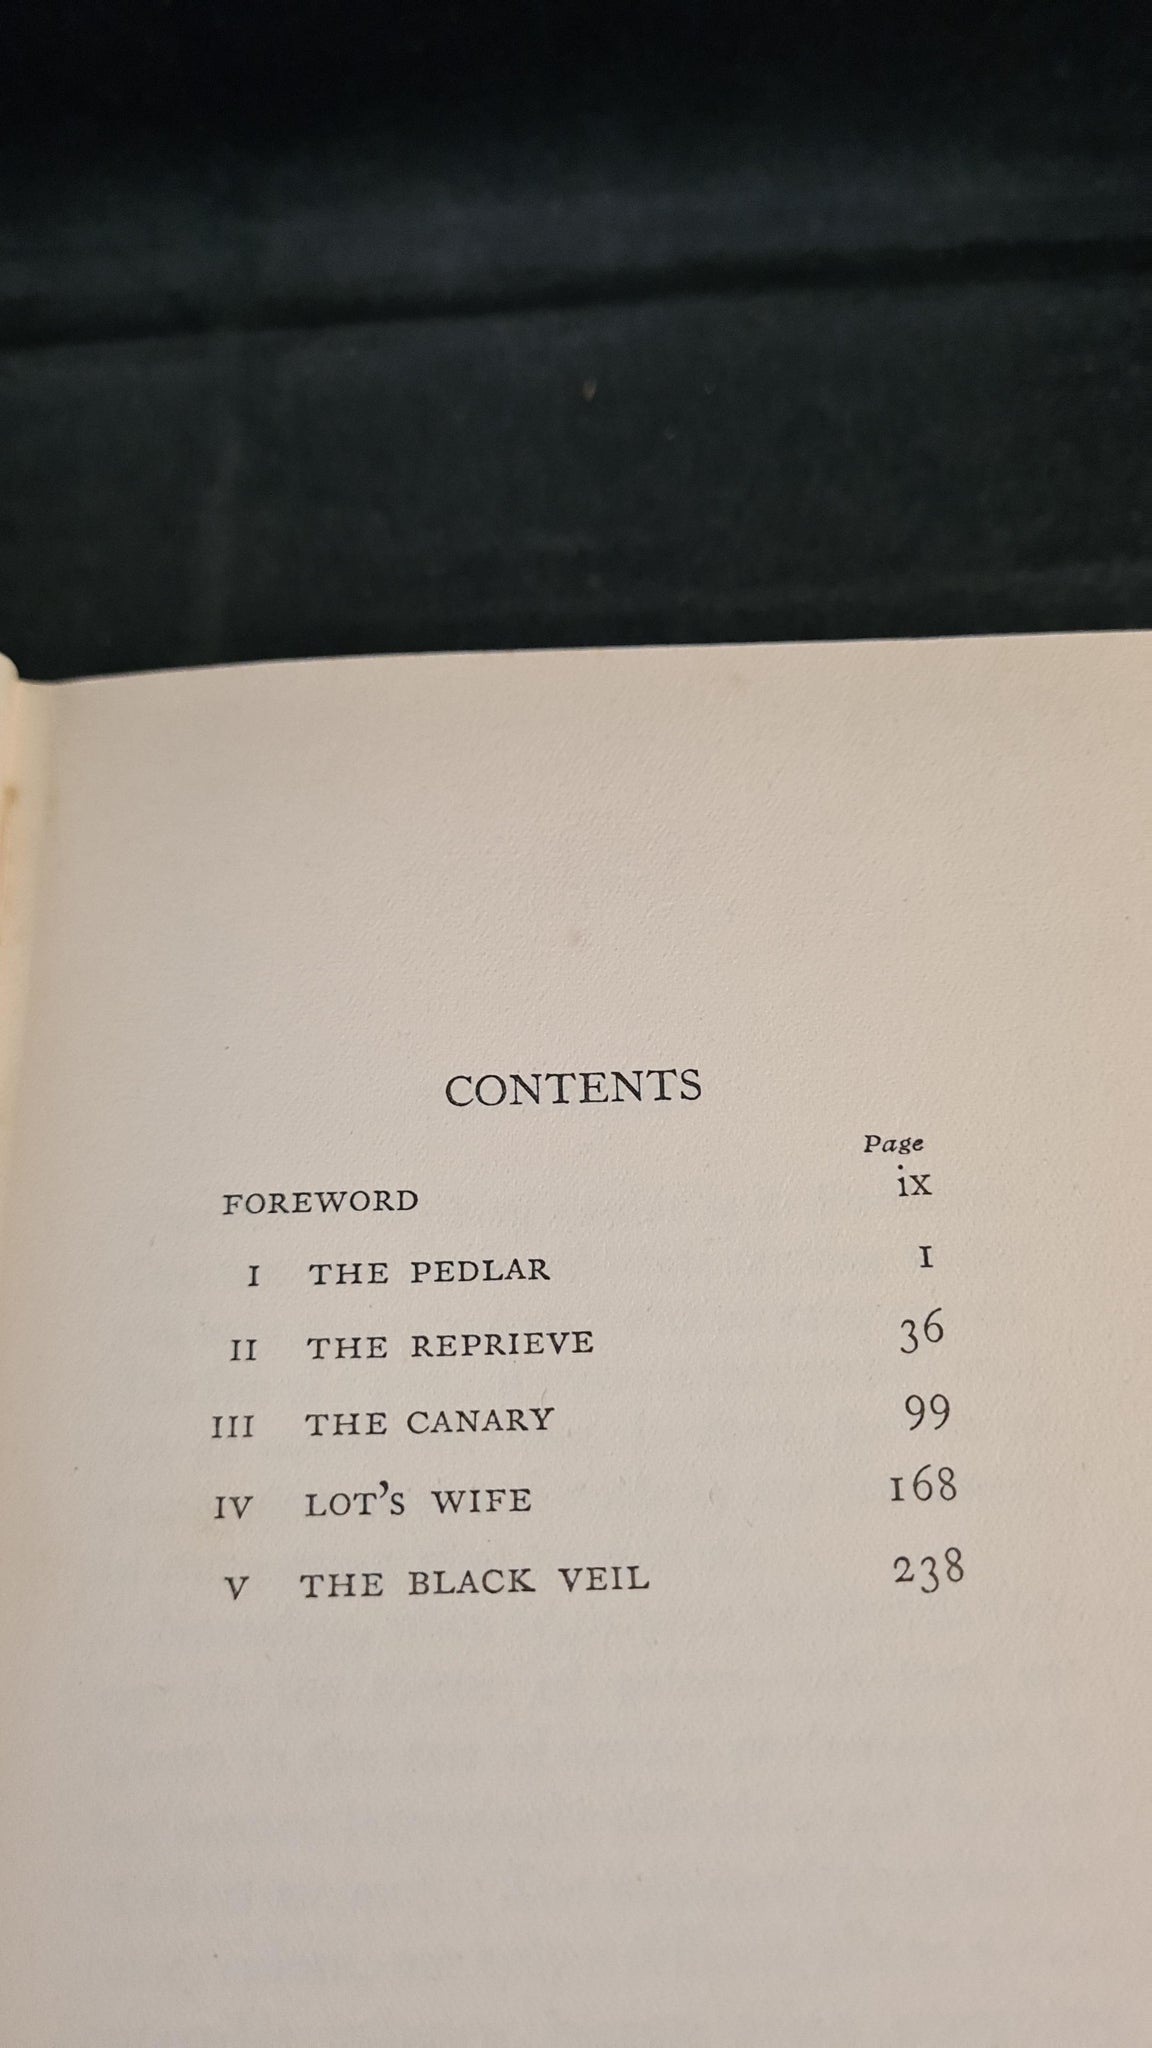 CONTENTS
Page
FOREWORD ix
I THE PEDLAR 1
II THE REPRIEVE 36
III THE CANARY 99
IV LOT'S WIFE 168
V THE BLACK VEIL 238